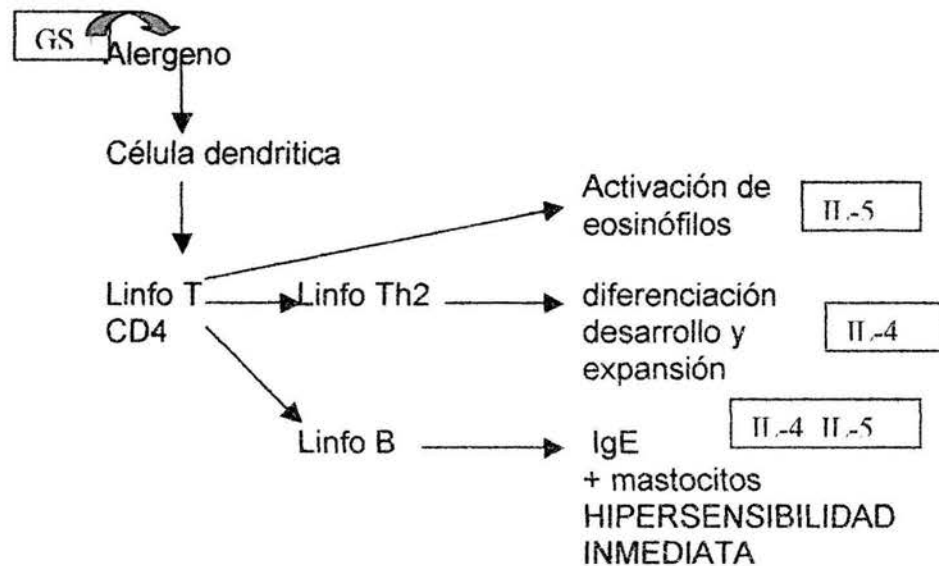 GS
Alergeno
Célula dendritica
Activación de
eosinófilos
IL-5
Linfo T
CD4
Linfo Th2
diferenciación
desarrollo y
expansión
IL-4
Linfo B
IgE
IL-4 IL-5
+ mastocitos
HIPERSENSIBILIDAD
INMEDIATA